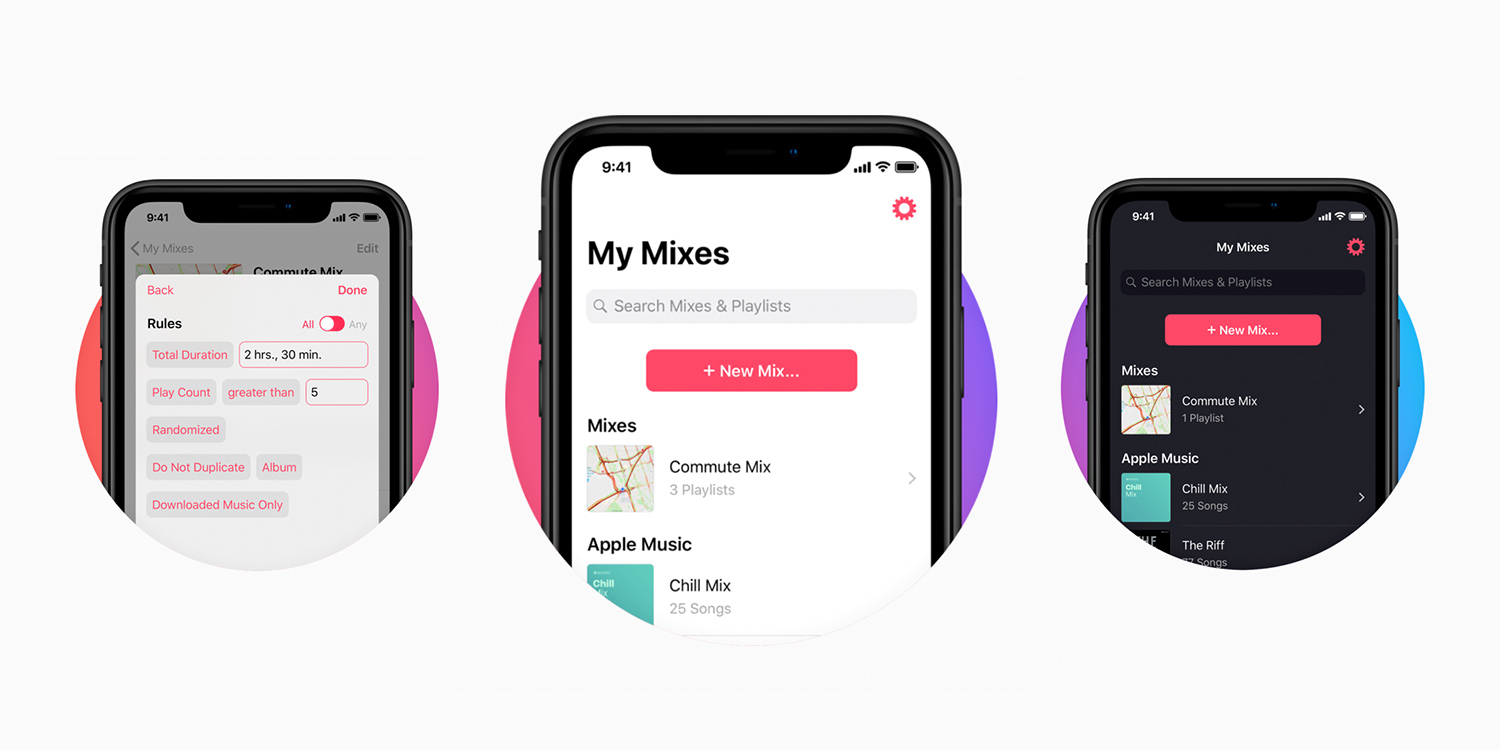 9:41
My Mixes
Edit
Commute Mix
Back
Done
Rules
All
Any
Total Duration
2 hrs., 30 min.
Play Count
greater than
5
Randomized
Do Not Duplicate
Album
Downloaded Music Only
9:41
My Mixes
Search Mixes & Playlists
+ New Mix...
Mixes
Commute Mix
3 Playlists
Apple Music
Chill
Mix
Chill Mix
25 Songs
9:41
My Mixes
Search Mixes & Playlists
+ New Mix...
Mixes
Commute Mix
1 Playlist
Apple Music
Chill
Mix
Chill Mix
25 Songs
The Riff
77 Songs